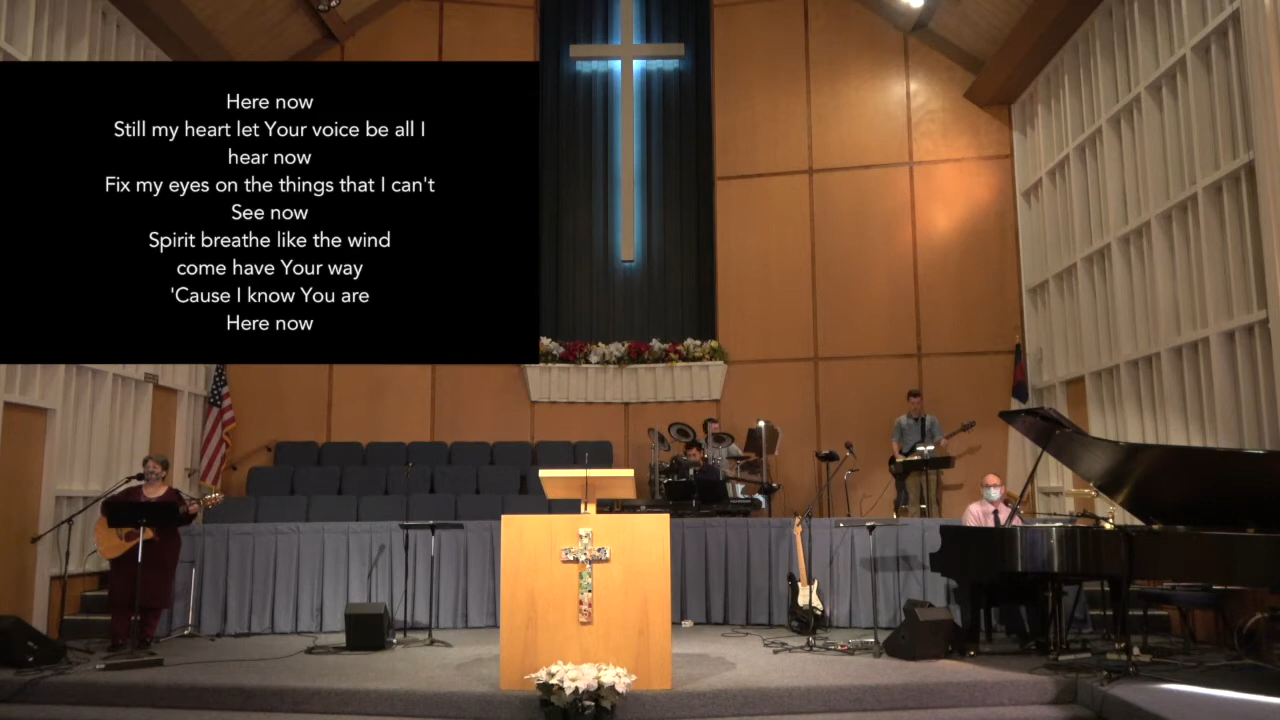 Here now
Still my heart let Your voice be all I
hear now
Fix my eyes on the things that I can't
See now
Spirit breathe like the wind
come have Your way
'Cause I know You are
Here now